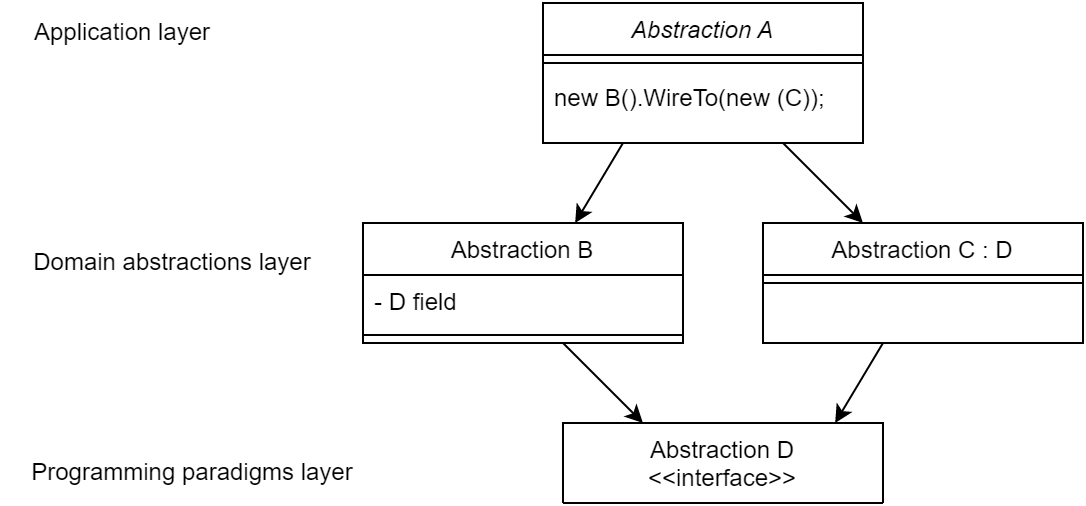 Application layer
Abstraction A
new B().WireTo(new (C));
Domain abstractions layer
Abstraction B
- D field
Abstraction C : D
Programming paradigms layer
Abstraction D
<<interface>>